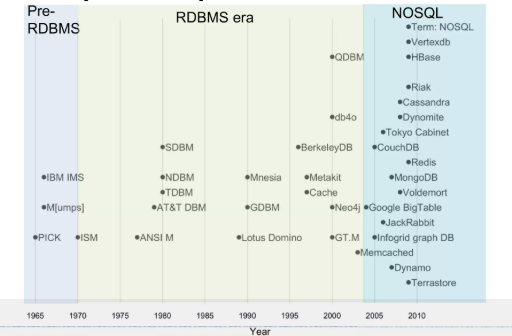 Pre-
RDBMS
RDBMS era
NOSQL
Term: NOSQL
Vertexdb
QDBM
HBase
Riak
Cassandra
db4o
Dynomite
Tokyo Cabinet
SDBM
BerkeleyDB
CouchDB
Redis
IBM IMS
NDBM
Mnesia
Metakit
MongoDB
TDBM
Cache
Voldemort
M[umps]
AT&T DBM
GDBM
Neo4j
Google BigTable
JackRabbit
PICK
ISM
ANSI M
Lotus Domino
GT.M
Infogrid graph DB
Memcached
Dynamo
Terrastore
1965 1970 1975 1980 1985 1990 1995 2000 2005 2010
Year